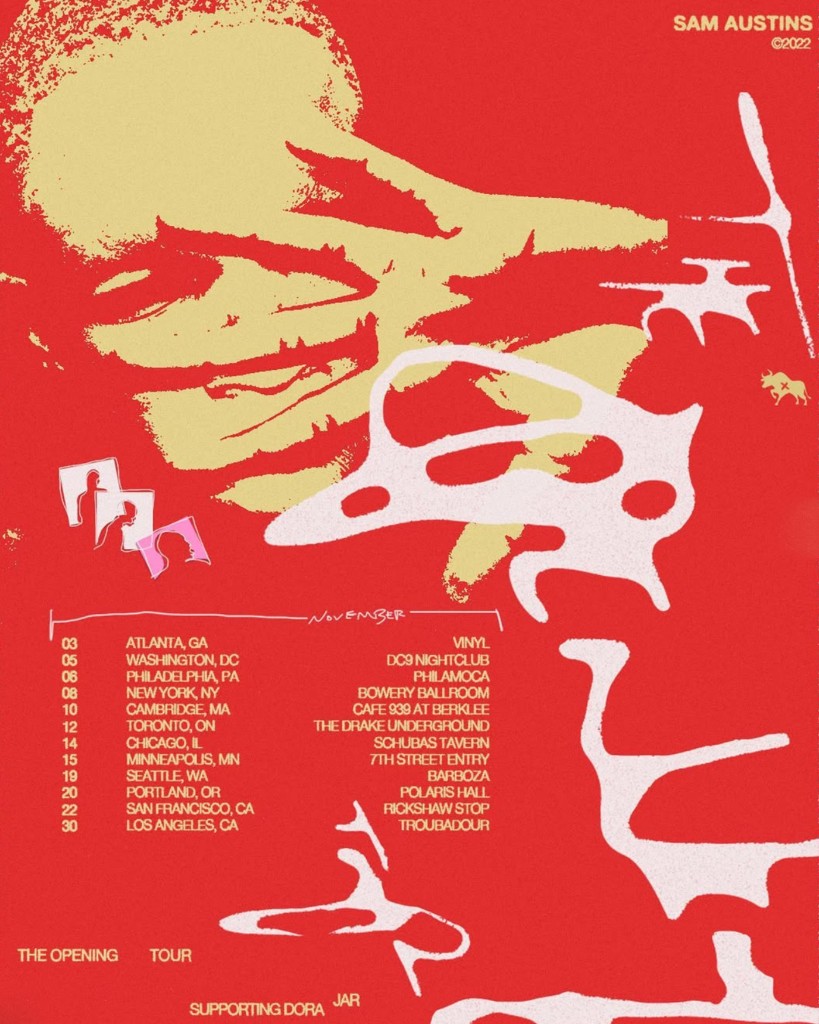 SAM AUSTINS
©2022
NOVEMBER
03 ATLANTA, GA VINYL
05 WASHINGTON, DC DC9 NIGHTCLUB
06 PHILADELPHIA, PA PHILAMOCA
08 NEW YORK, NY BOWERY BALLROOM
10 CAMBRIDGE, MA CAFE 939 AT BERKLEE
12 TORONTO, ON THE DRAKE UNDERGROUND
14 CHICAGO, IL SCHUBAS TAVERN
15 MINNEAPOLIS, MN 7TH STREET ENTRY
19 SEATTLE, WA BARBOZA
20 PORTLAND, OR POLARIS HALL
22 SAN FRANCISCO, CA RICKSHAW STOP
30 LOS ANGELES, CA TROUBADOUR
THE OPENING TOUR
SUPPORTING DORA JAR